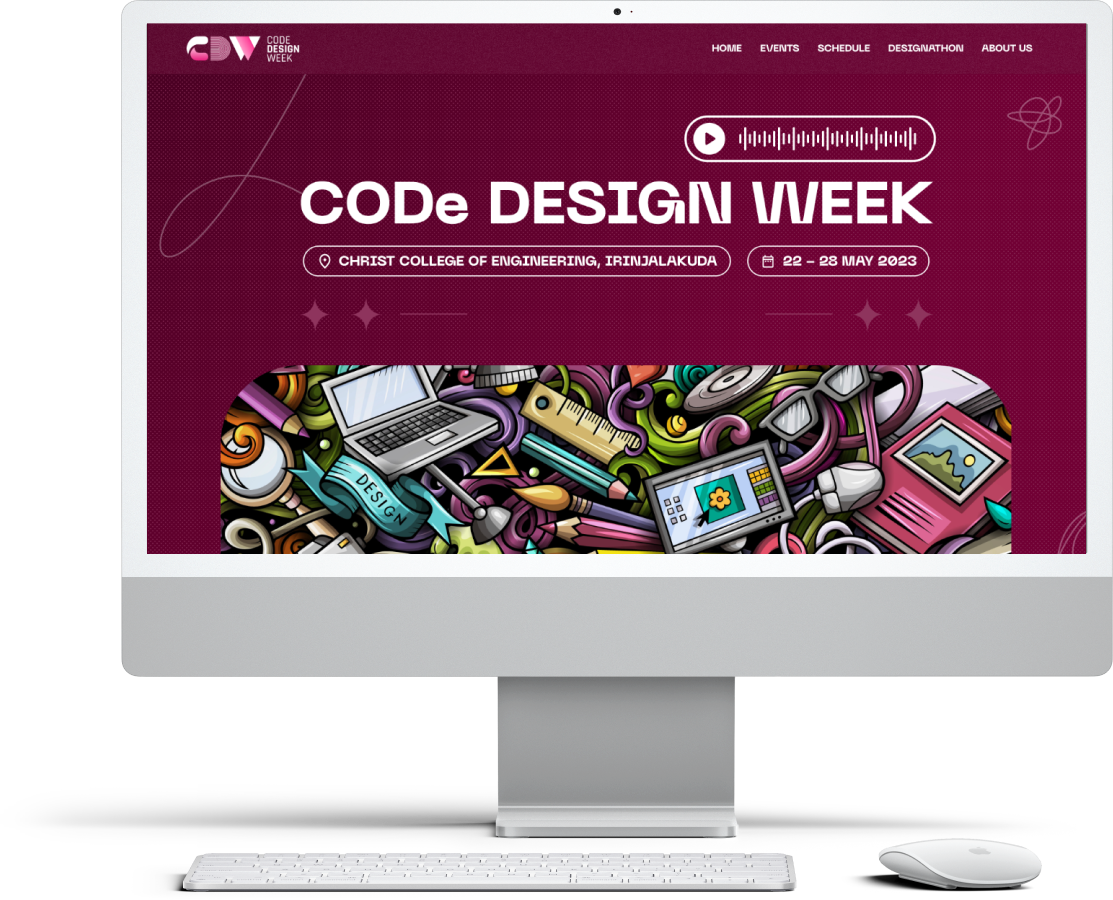 CDW
CODE
DESIGN
WEEK
HOME EVENTS SCHEDULE DESIGNATHON ABOUT US
CODe DESIGN WEEK
CHRIST COLLEGE OF ENGINEERING, IRINJALAKUDA 22 – 28 MAY 2023
DESIGN